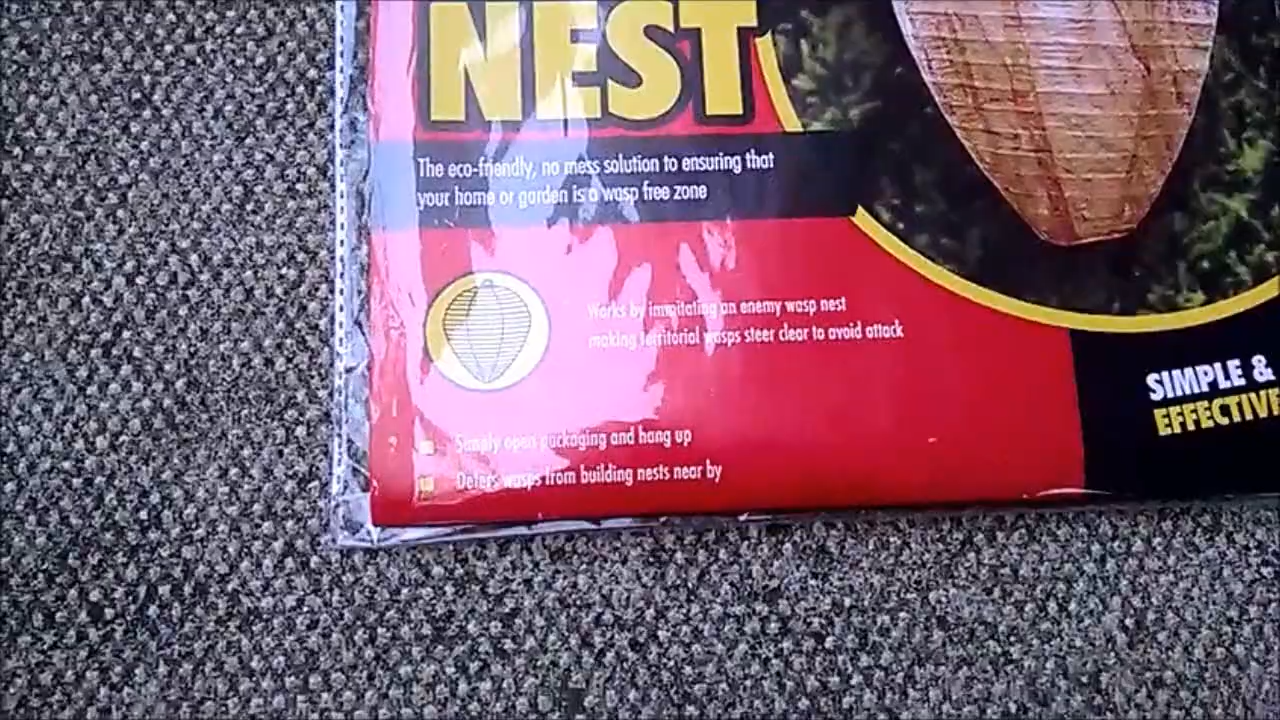 NEST
The eco-friendly, no mess solution to ensuring that
your home or garden is a wasp free zone
Works by immitating an enemy wasp nest
making territorial wasps steer clear to avoid attack
SIMPLE &
EFFECTIVE
Simply open packaging and hang up
Deters wasps from building nests near by